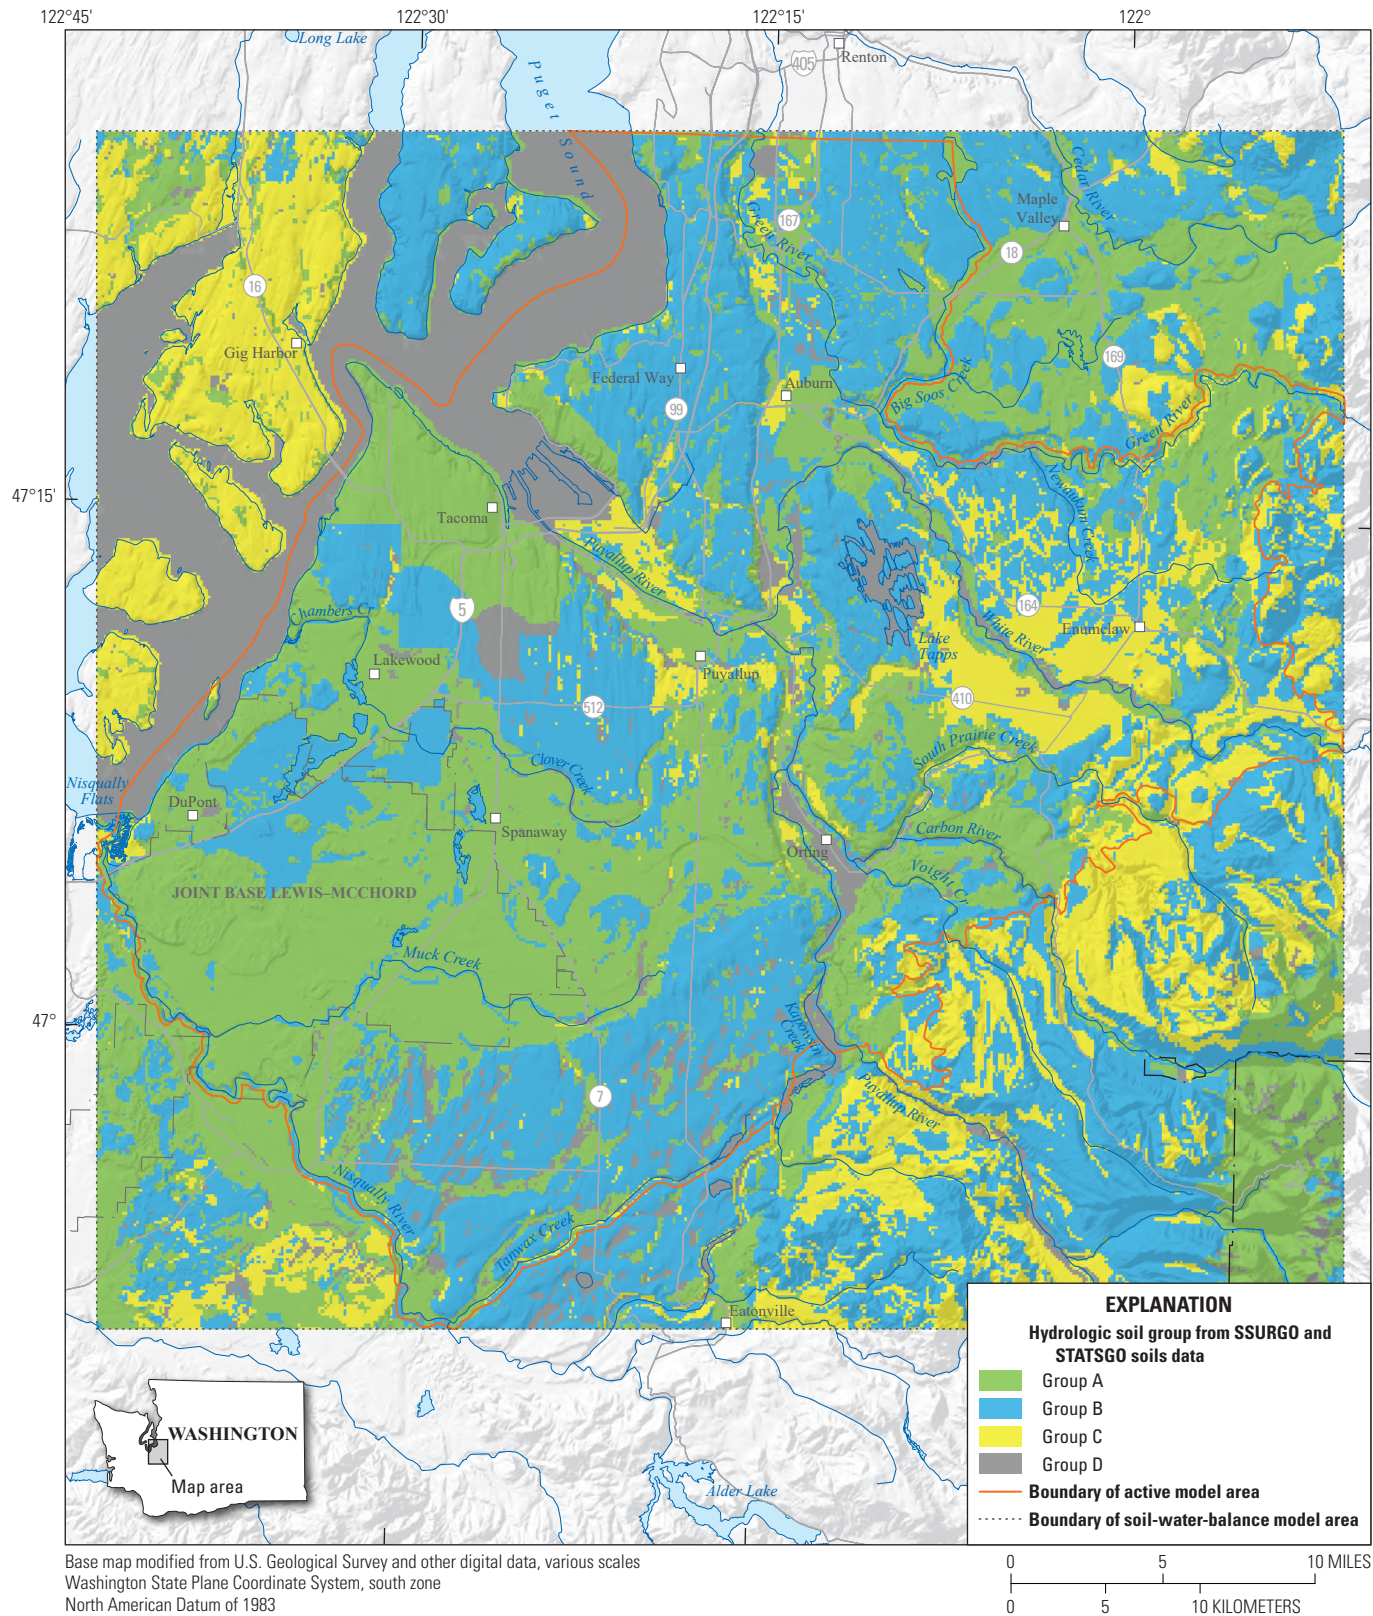 122°45'
122°30'
122°15'
122°
Long Lake
Puget Sound
405
Renton
Cedar River
Maple
Valley
Green River
167
18
16
Gig Harbor
169
Federal Way
Auburn
Big Soos Creek
99
Green River
47°15'
Newaukum Creek
Tacoma
Puyallup River
Chambers Cr
5
164
White River
Enumclaw
Lake
Tapps
Lakewood
Puyallup
410
512
South Prairie Creek
Clover Creek
Nisqually
Flats
DuPont
Spanaway
Carbon River
Orting
Voight Cr
JOINT BASE LEWIS–MCCHORD
Muck Creek
47°
Kapowsin
Creek
Puyallup River
7
Nisqually River
Tanwax Creek
Eatonville
EXPLANATION
Hydrologic soil group from SSURGO and
STATSGO soils data
Group A
Group B
Group C
Group D
Boundary of active model area
Boundary of soil-water-balance model area
WASHINGTON
Map area
Alder Lake
Base map modified from U.S. Geological Survey and other digital data, various scales
Washington State Plane Coordinate System, south zone
North American Datum of 1983
0 5 10 MILES
0 5 10 KILOMETERS